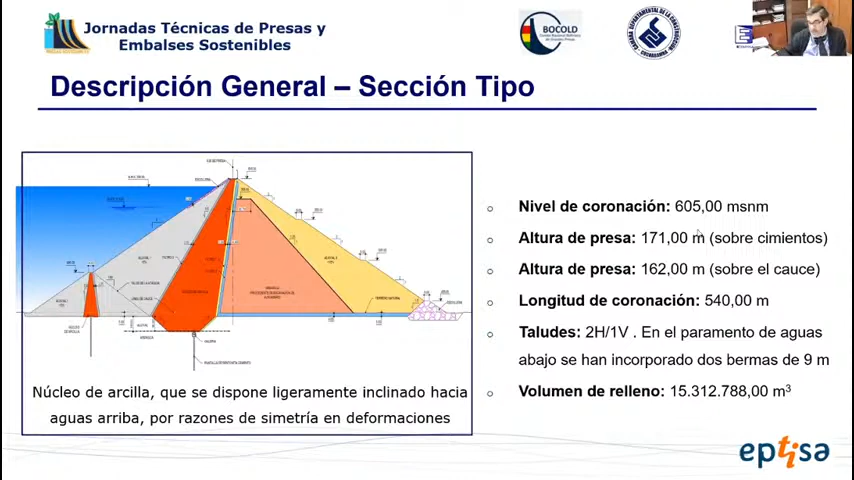 Jornadas Técnicas de Presas y
Embalses Sostenibles
BOCOLD
Descripción General – Sección Tipo
Núcleo de arcilla, que se dispone ligeramente inclinado hacia
aguas arriba, por razones de simetría en deformaciones
Nivel de coronación: 605,00 msnm
Altura de presa: 171,00 m (sobre cimientos)
Altura de presa: 162,00 m (sobre el cauce)
Longitud de coronación: 540,00 m
Taludes: 2H/1V . En el paramento de aguas
abajo se han incorporado dos bermas de 9 m
Volumen de relleno: 15.312.788,00 m³
eptisa